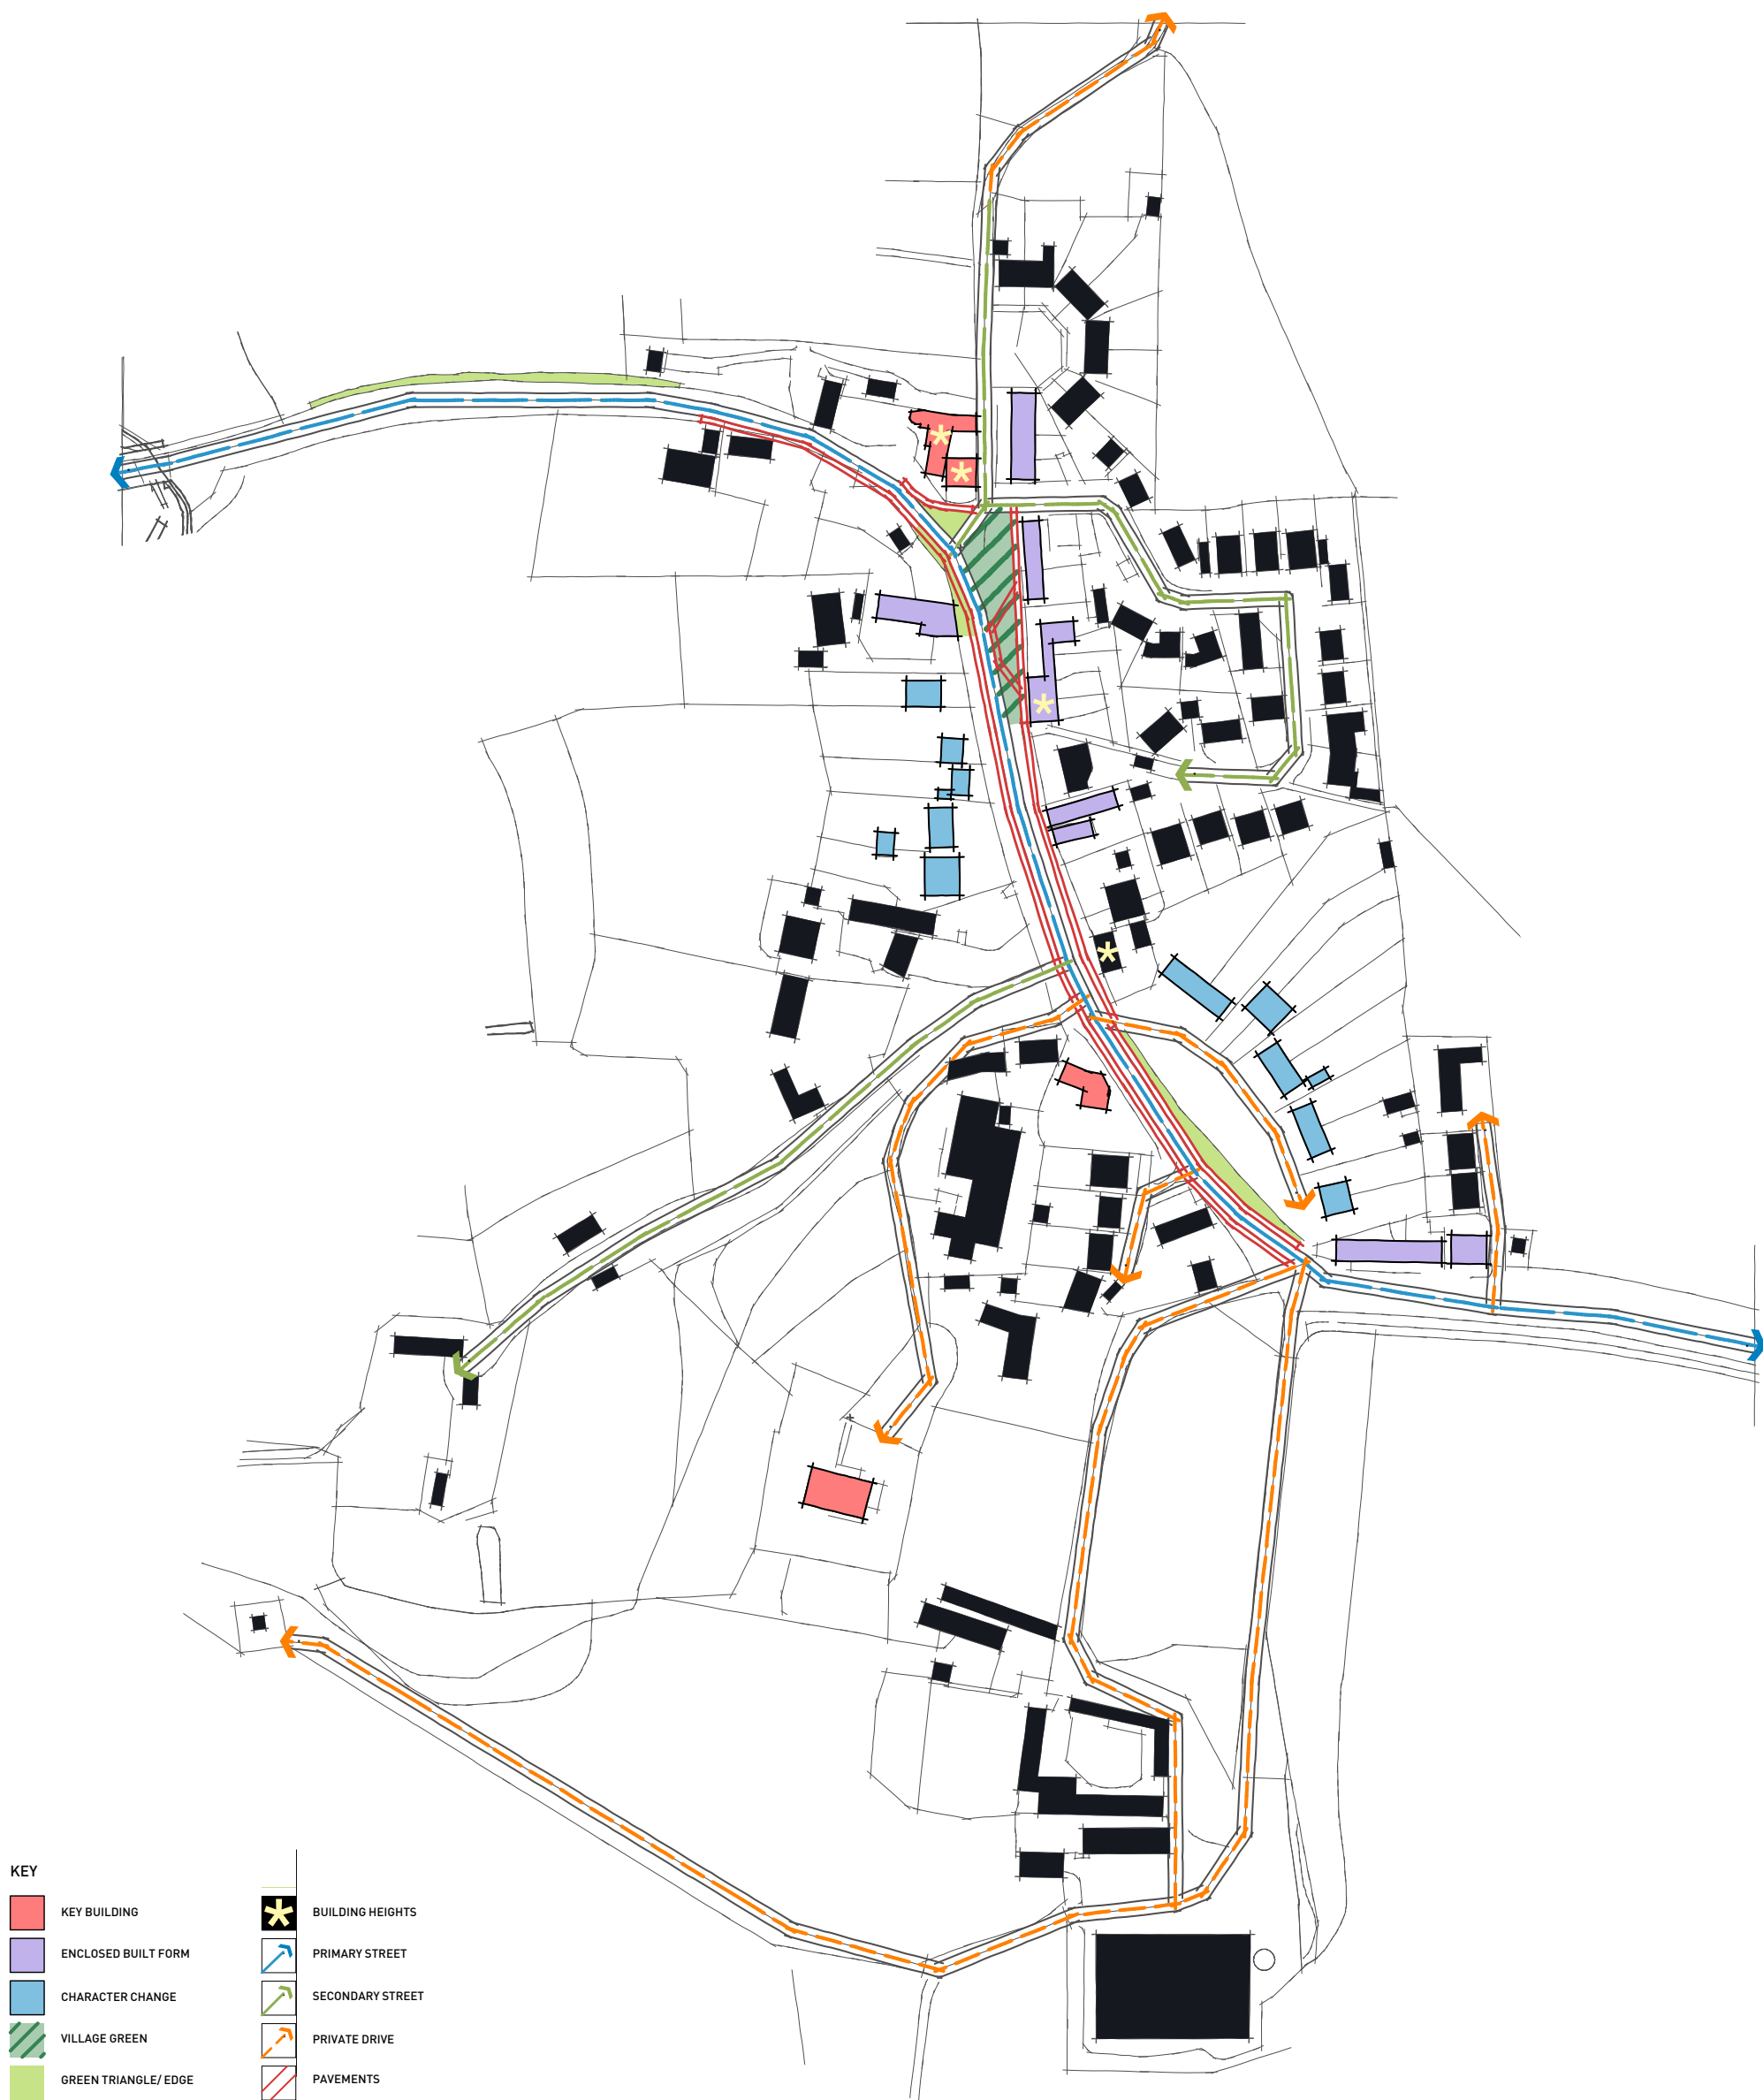 KEY
KEY BUILDING
ENCLOSED BUILT FORM
CHARACTER CHANGE
VILLAGE GREEN
GREEN TRIANGLE/ EDGE
BUILDING HEIGHTS
PRIMARY STREET
SECONDARY STREET
PRIVATE DRIVE
PAVEMENTS